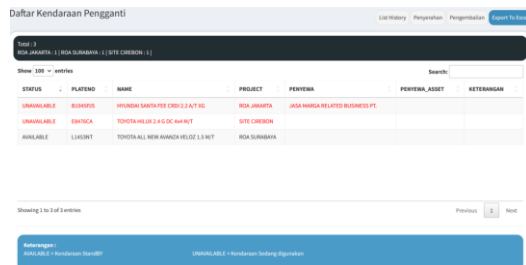 Daftar Kendaraan Pengganti
List History Penyerahan Pengembalian Export To Excel
Total : 3
ROA JAKARTA : 1 | ROA SURABAYA : 1 | SITE CIREBON : 1 |
Show 100 entries Search:
STATUS PLATENO NAME PROJECT PENYEWA PENYEWA_ASSET KETERANGAN
UNAVAILABLE HYUNDAI SANTA FEE CRDI 2.2 A/T XG ROA JAKARTA JASA MARGA RELATED BUSINESS PT.
UNAVAILABLE E9476CA TOYOTA HILUX 2.4 G DC 4x4 M/T SITE CIREBON
AVAILABLE L1453NT TOYOTA ALL NEW AVANZA VELOZ 1.5 M/T ROA SURABAYA
Showing 1 to 3 of 3 entries Previous 1 Next
Keterangan :
AVAILABLE = Kendaraan StandBY UNAVAILABLE = Kendaraan Sedang digunakan